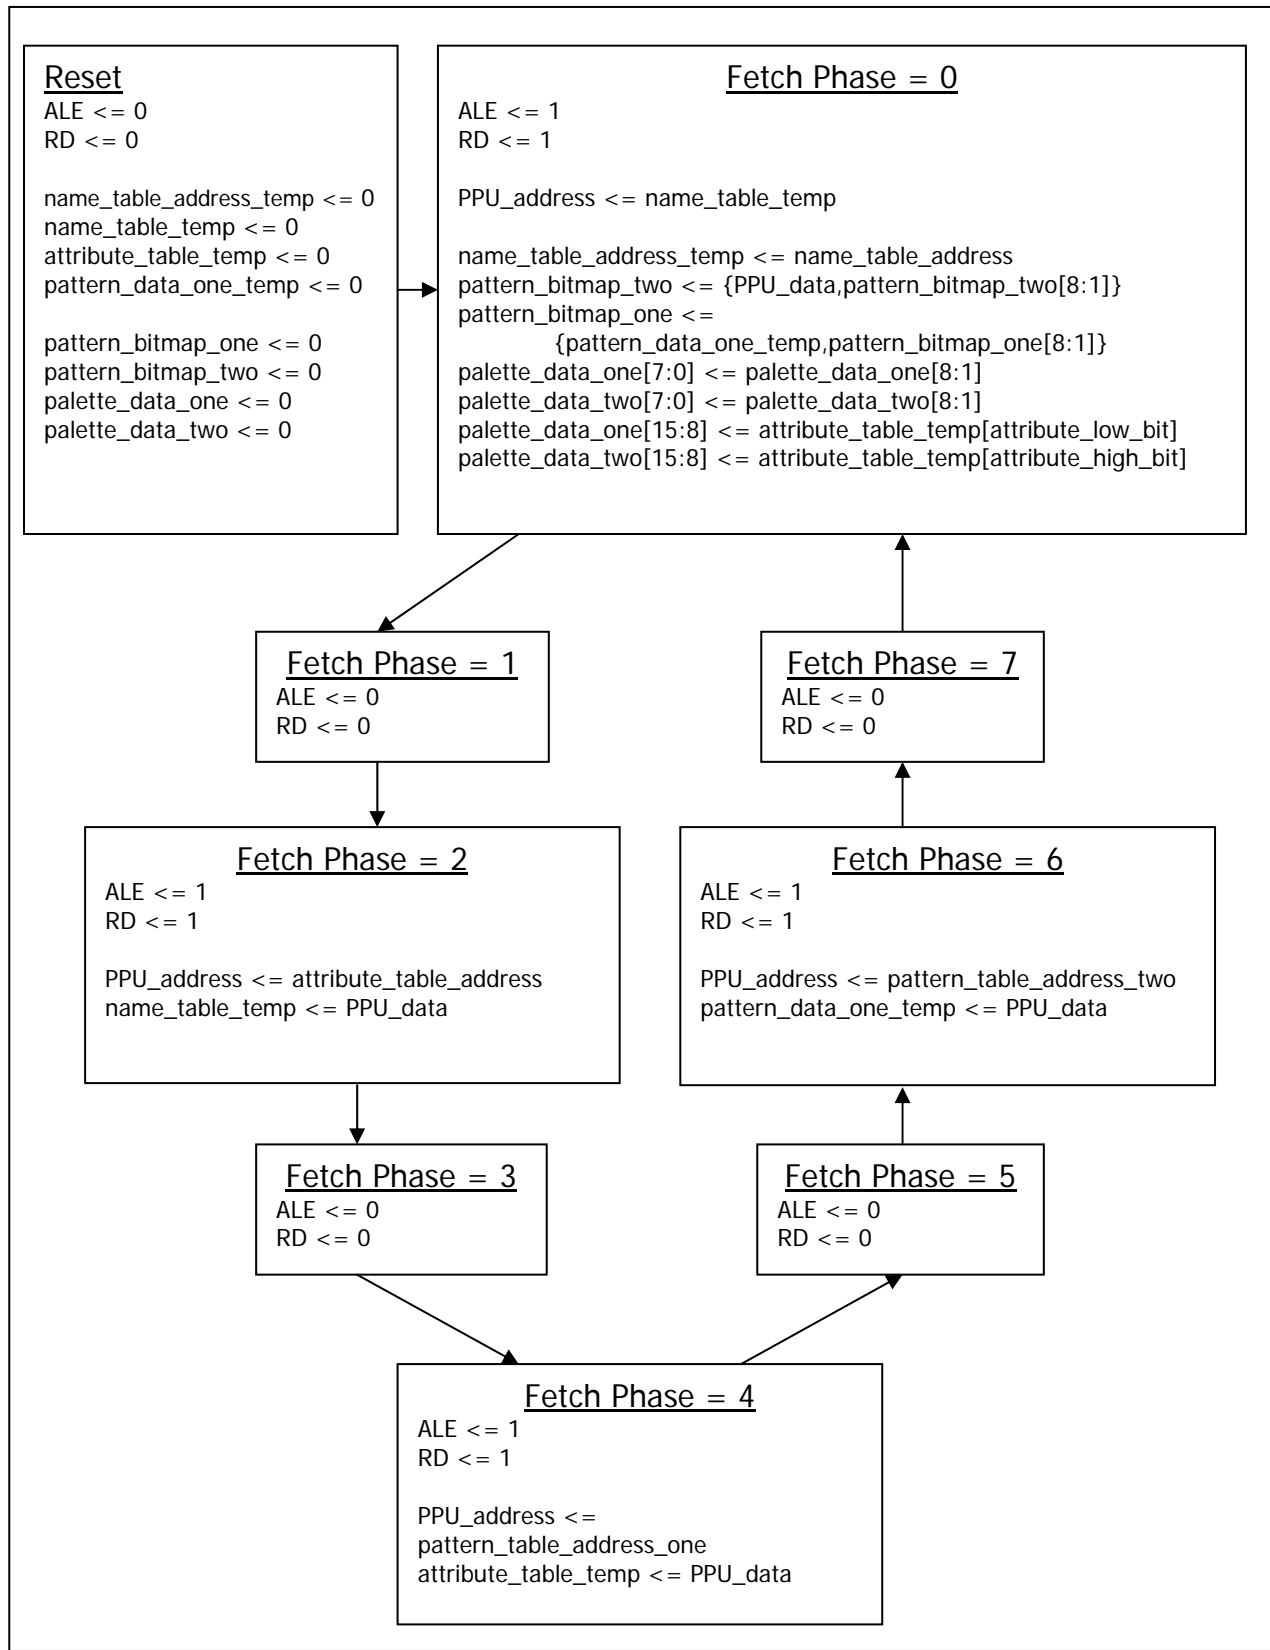 Reset
ALE <= 0
RD <= 0
name_table_address_temp <= 0
name_table_temp <= 0
attribute_table_temp <= 0
pattern_data_one_temp <= 0
pattern_bitmap_one <= 0
pattern_bitmap_two <= 0
palette_data_one <= 0
palette_data_two <= 0
Fetch Phase = 0
ALE <= 1
RD <= 1
PPU_address <= name_table_temp
name_table_address_temp <= name_table_address
pattern_bitmap_two <= {PPU_data,pattern_bitmap_two[8:1]}
pattern_bitmap_one <=
{pattern_data_one_temp,pattern_bitmap_one[8:1]}
palette_data_one[7:0] <= palette_data_one[8:1]
palette_data_two[7:0] <= palette_data_two[8:1]
palette_data_one[15:8] <= attribute_table_temp[attribute_low_bit]
palette_data_two[15:8] <= attribute_table_temp[attribute_high_bit]
Fetch Phase = 1
ALE <= 0
RD <= 0
Fetch Phase = 7
ALE <= 0
RD <= 0
Fetch Phase = 2
ALE <= 1
RD <= 1
PPU_address <= attribute_table_address
name_table_temp <= PPU_data
Fetch Phase = 6
ALE <= 1
RD <= 1
PPU_address <= pattern_table_address_two
pattern_data_one_temp <= PPU_data
Fetch Phase = 3
ALE <= 0
RD <= 0
Fetch Phase = 5
ALE <= 0
RD <= 0
Fetch Phase = 4
ALE <= 1
RD <= 1
PPU_address <=
pattern_table_address_one
attribute_table_temp <= PPU_data